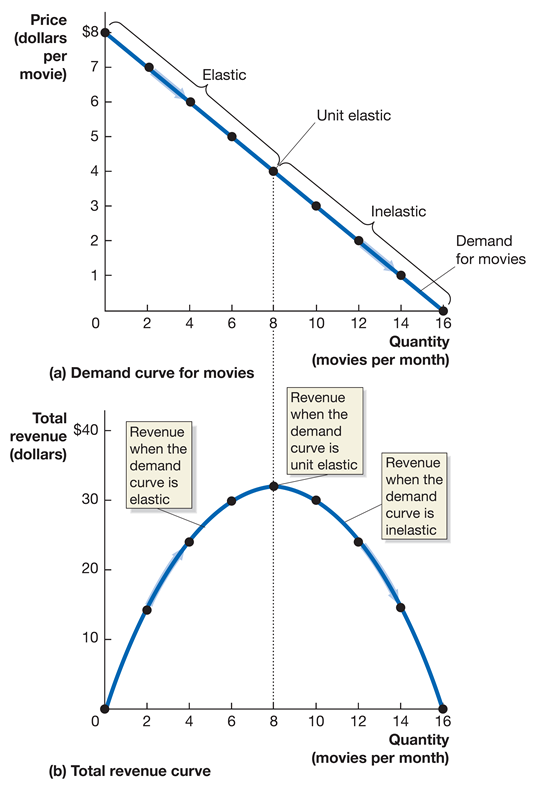 Price
(dollars
per
movie)
$8
7
6
5
4
3
2
1
0
2
4
6
8
10
12
14
16
Elastic
Unit elastic
Inelastic
Demand
for movies
Quantity
(movies per month)
(a) Demand curve for movies
Total
revenue
(dollars)
$40
30
20
10
0
2
4
6
8
10
12
14
16
Revenue
when the
demand
curve is
elastic
Revenue
when the
demand
curve is
unit elastic
Revenue
when the
demand
curve is
inelastic
Quantity
(movies per month)
(b) Total revenue curve